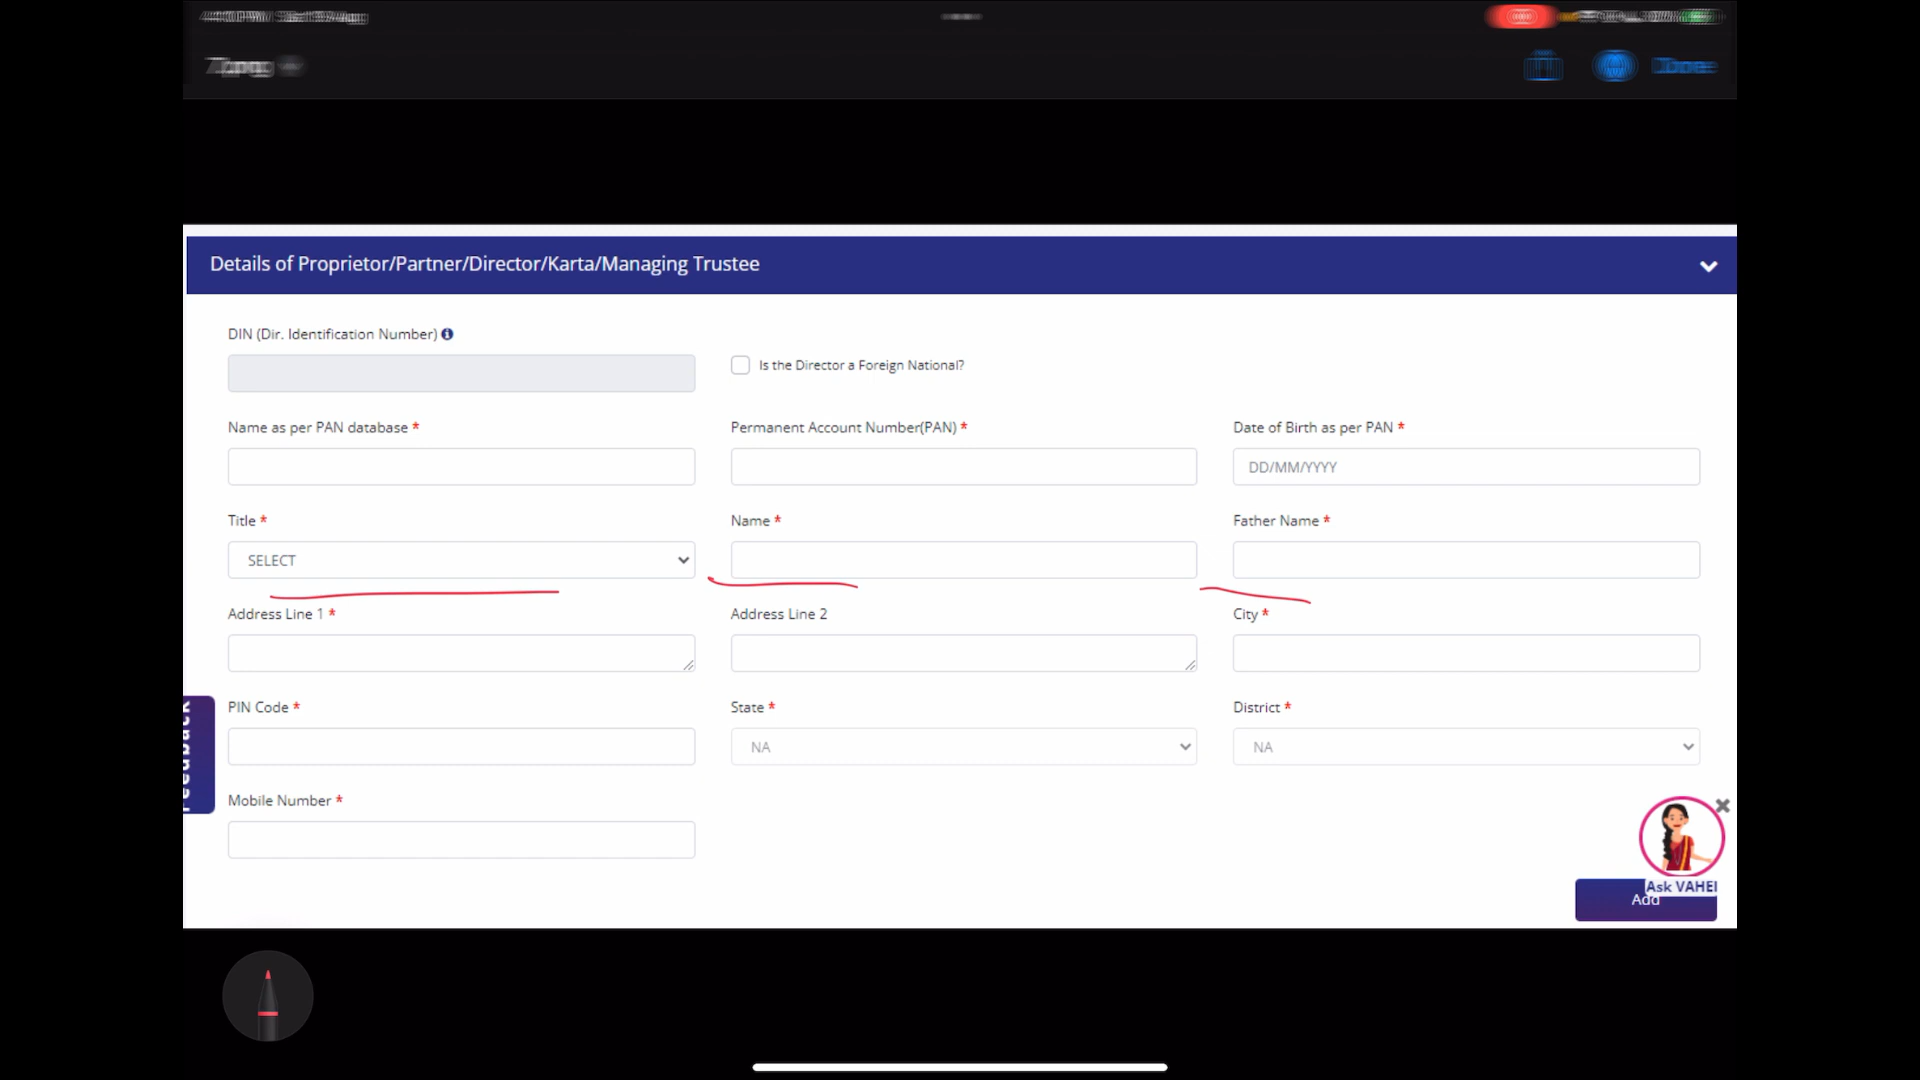 Details of Proprietor/Partner/Director/Karta/Managing Trustee
DIN (Dir. Identification Number)
Is the Director a Foreign National?
Name as per PAN database * Permanent Account Number(PAN) * Date of Birth as per PAN *
DD/MM/YYYY
Title * Name * Father Name *
SELECT
Address Line 1 * Address Line 2 City *
PIN Code * State * District *
NA NA
Feedback
Mobile Number *
Ask VAHEI
Add